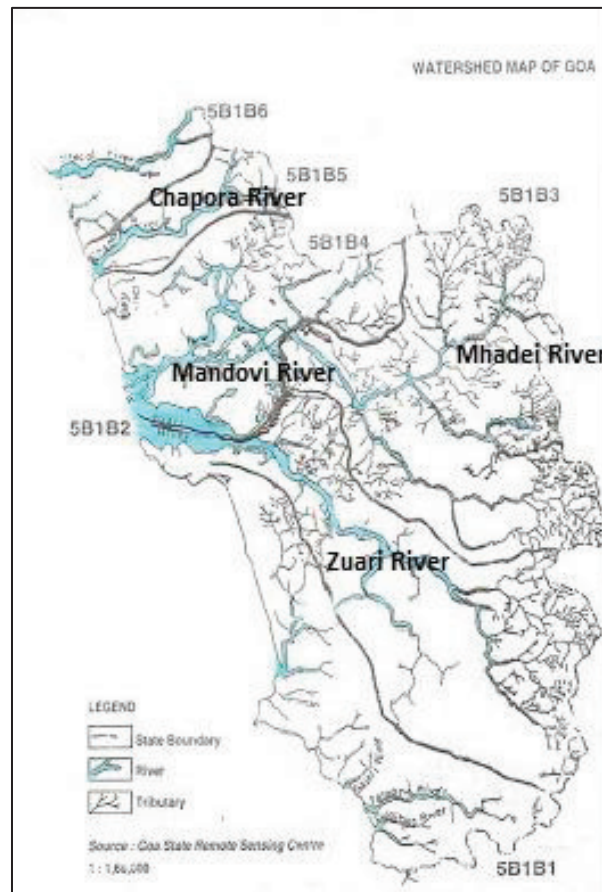 WATERSHED MAP OF GOA
5B1B6
Chapora River
5B1B5
5B1B3
5B1B4
Mandovi River
Mhadei River
5B1B2
Zuari River
LEGEND
State Boundary
River
Tributary
Source : Goa State Remote Sensing Centre
5B1B1